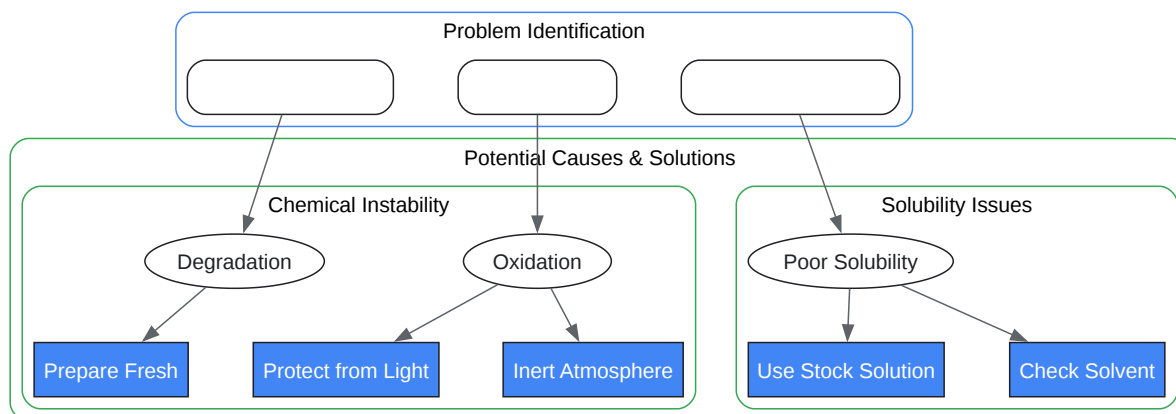 Problem Identification
Potential Causes & Solutions
Chemical Instability
Solubility Issues
Degradation
Oxidation
Poor Solubility
Prepare Fresh
Protect from Light
Inert Atmosphere
Use Stock Solution
Check Solvent